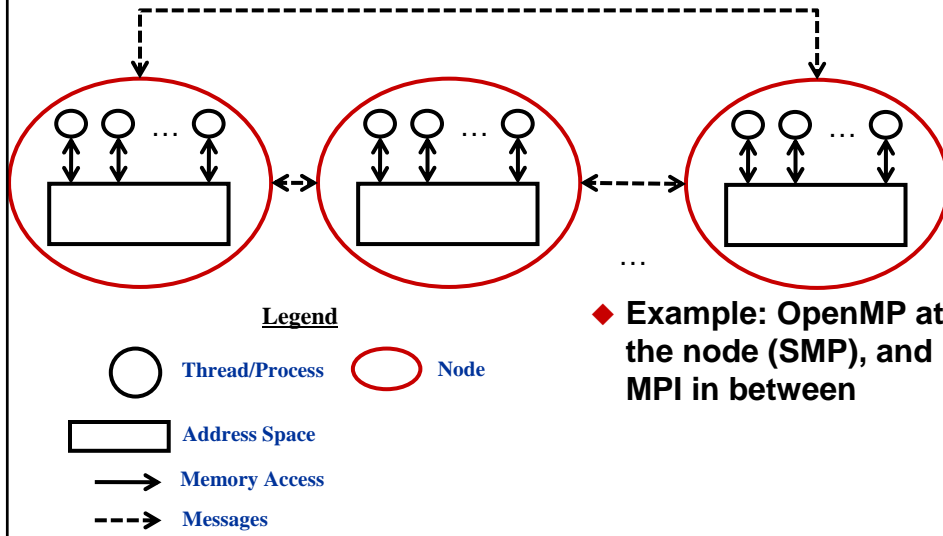 … … …
…
Legend
Thread/Process
Node
Address Space
Memory Access
Messages
◆ Example: OpenMP at
the node (SMP), and
MPI in between